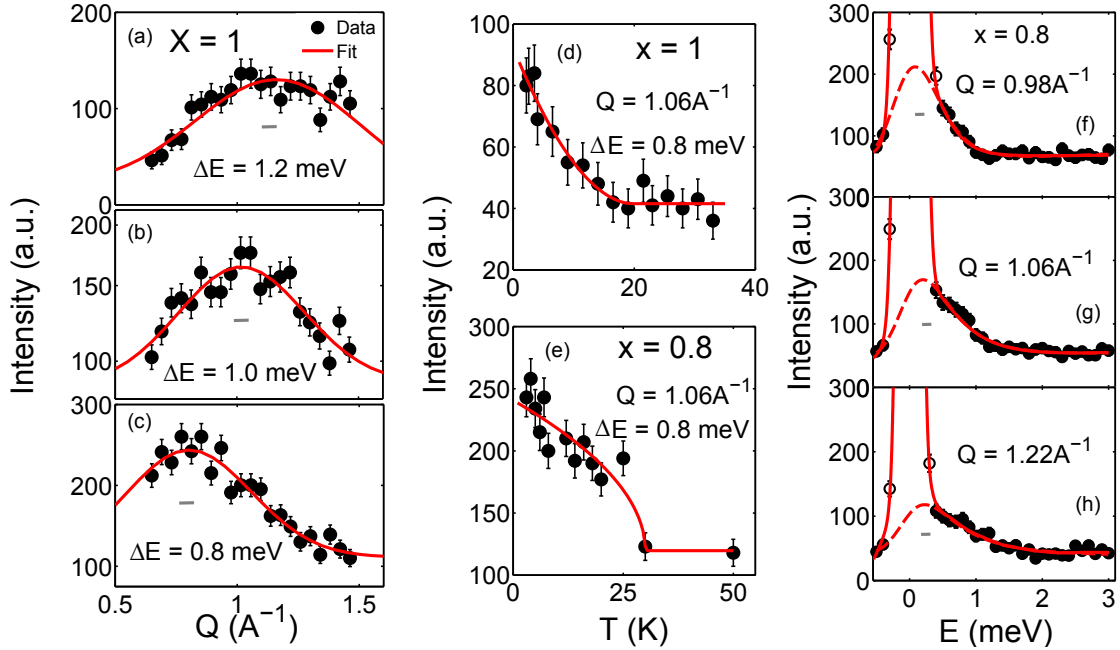 (a)
X = 1
Data
Fit
ΔE = 1.2 meV
200
100
0
(b)
ΔE = 1.0 meV
200
150
100
(c)
ΔE = 0.8 meV
300
200
100
0.5
1
1.5
Q (A⁻¹)
Intensity (a.u.)
(d)
x = 1
Q = 1.06A⁻¹
ΔE = 0.8 meV
100
80
60
40
20
0
20
40
(e)
x = 0.8
Q = 1.06A⁻¹
ΔE = 0.8 meV
300
250
200
150
100
0
25
50
T (K)
Intensity (a.u.)
x = 0.8
Q = 0.98A⁻¹
(f)
300
200
100
0
Q = 1.06A⁻¹
(g)
300
200
100
Q = 1.22A⁻¹
(h)
300
200
100
0
0
1
2
3
E (meV)
Intensity (a.u.)